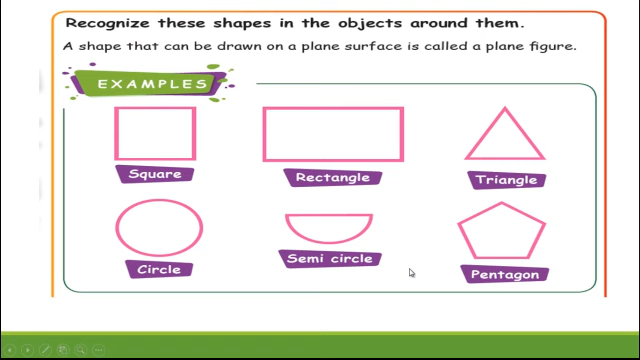 Recognize these shapes in the objects around them.
A shape that can be drawn on a plane surface is called a plane figure.
EXAMPLES
Square
Rectangle
Triangle
Circle
Semi circle
Pentagon